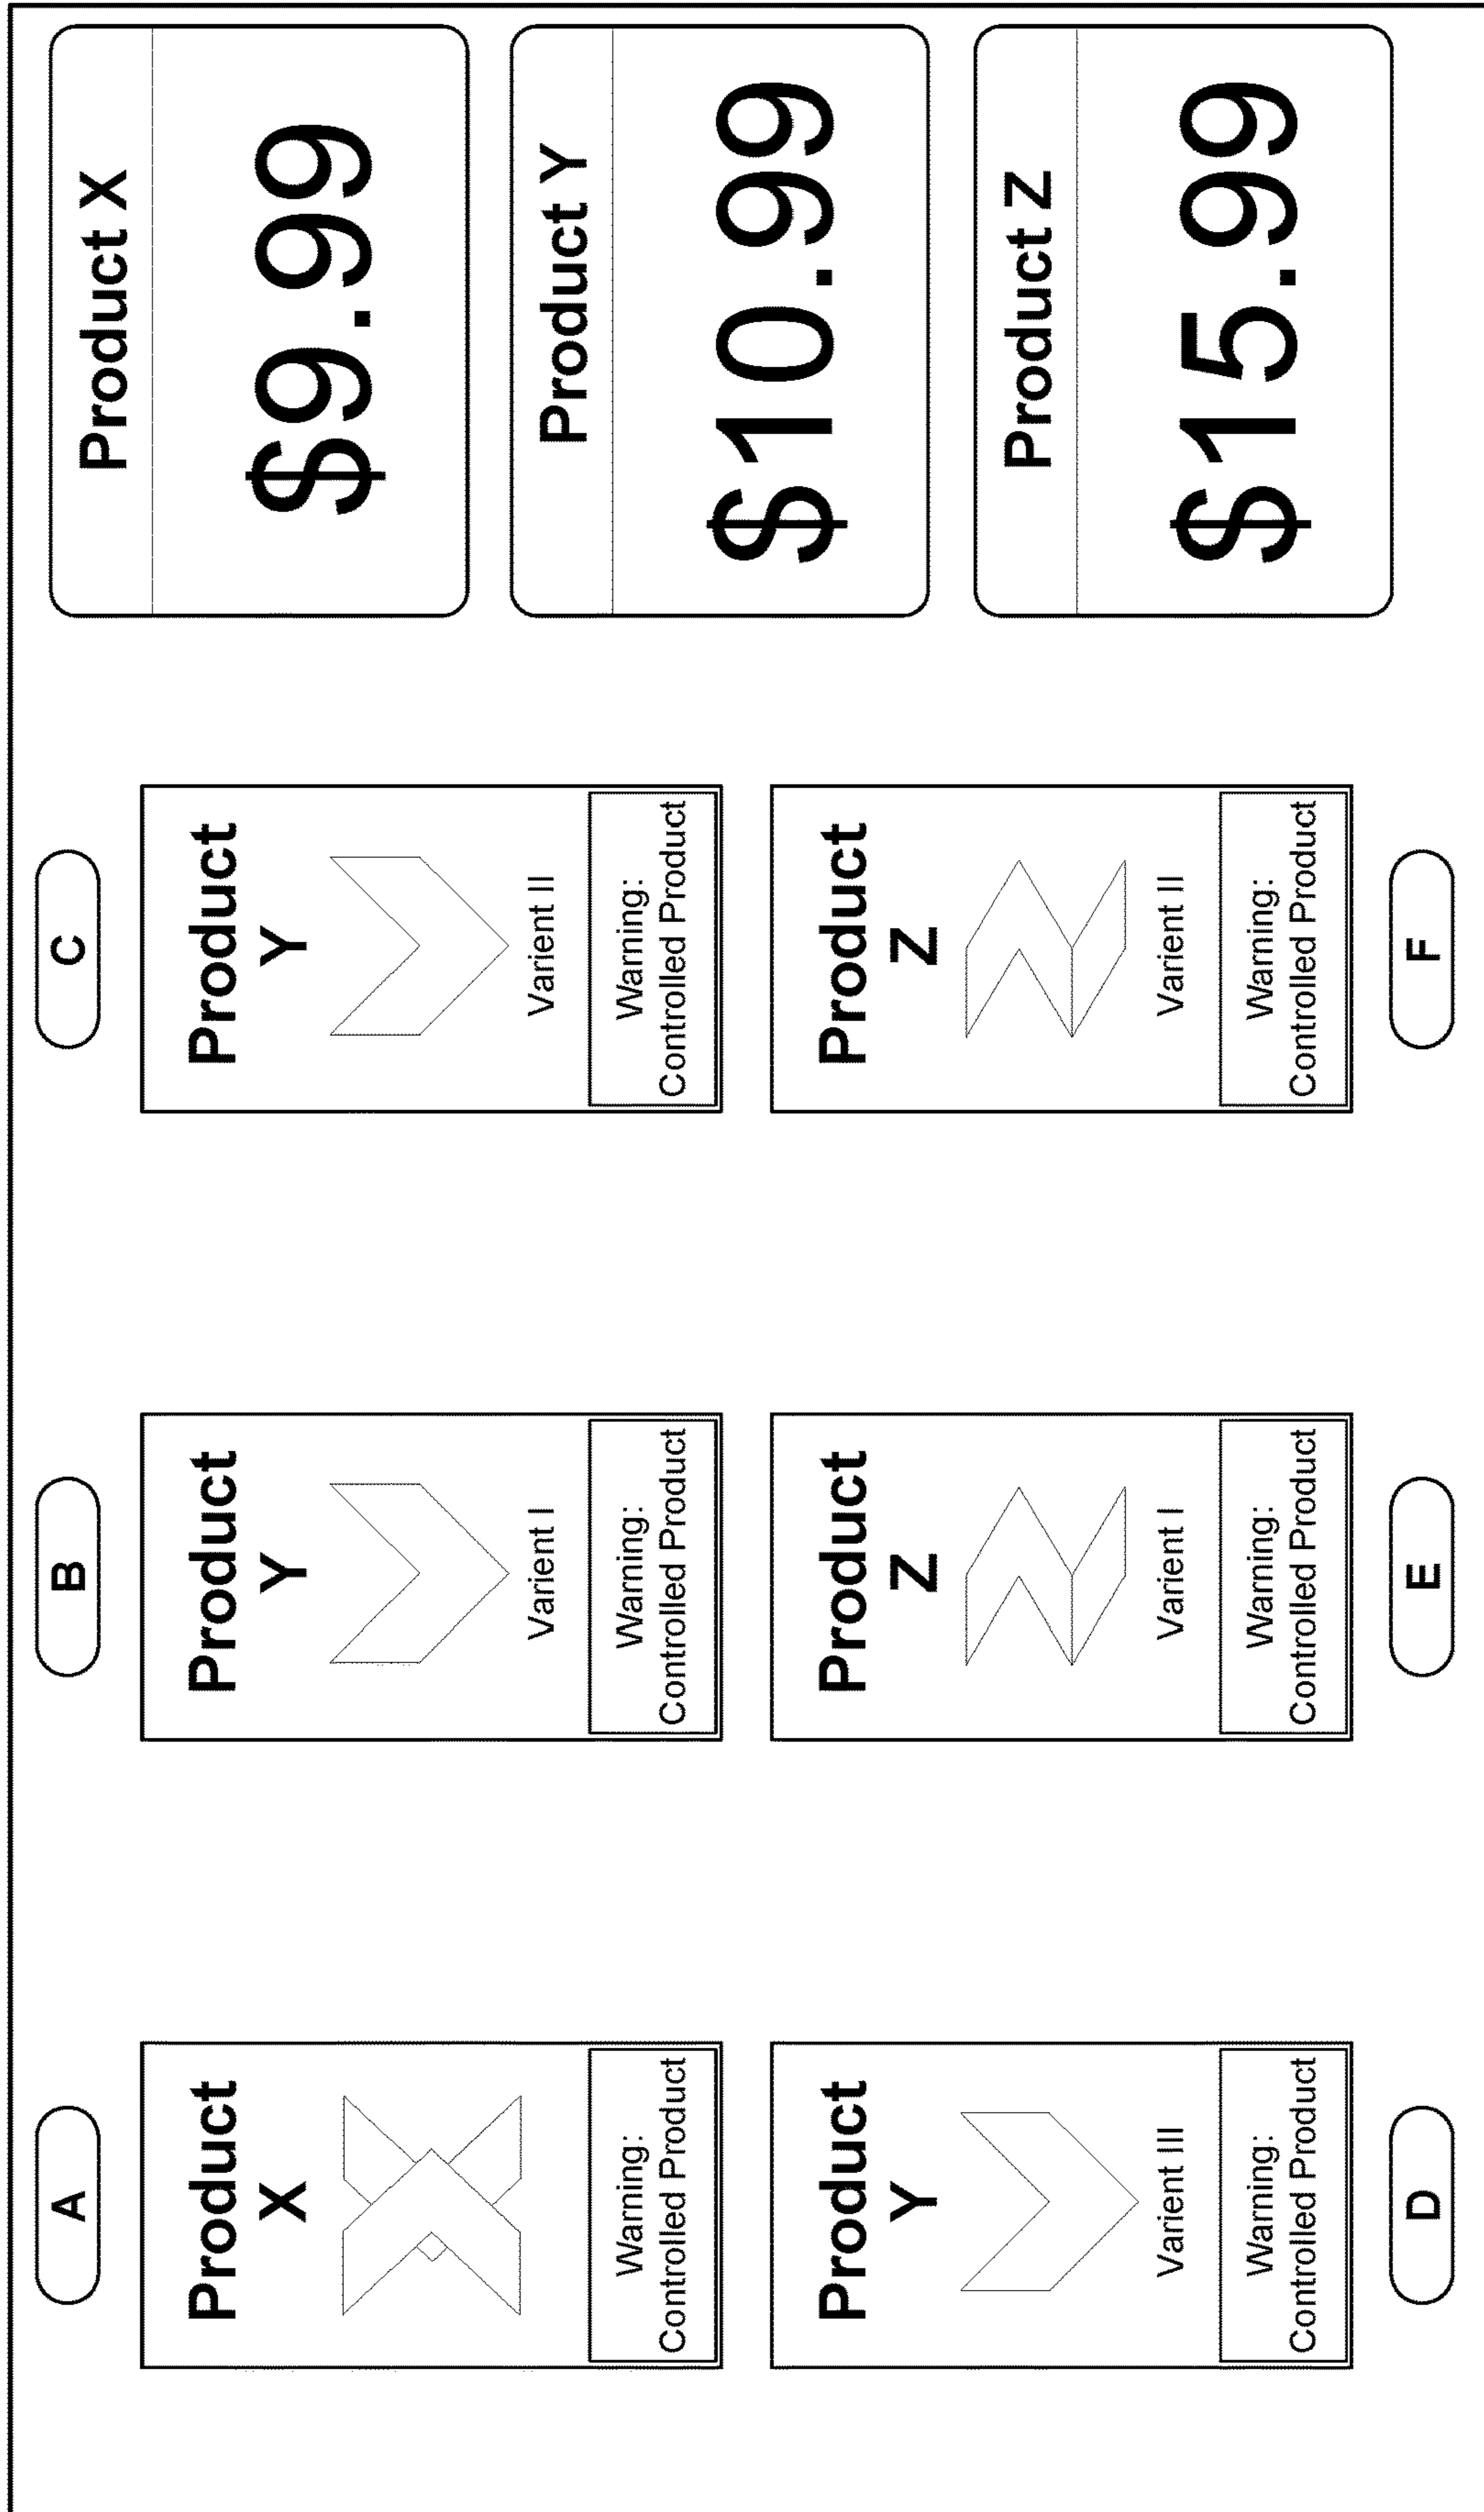 A
Product
X
Warning:
Controlled Product
B
Product
Y
Varient I
Warning:
Controlled Product
C
Product
Y
Varient II
Warning:
Controlled Product
Product X
$9.99
Product Y
$10.99
Product Z
$15.99
Product
Y
Varient III
Warning:
Controlled Product
D
Product
Z
Varient I
Warning:
Controlled Product
E
Product
Z
Varient II
Warning:
Controlled Product
F